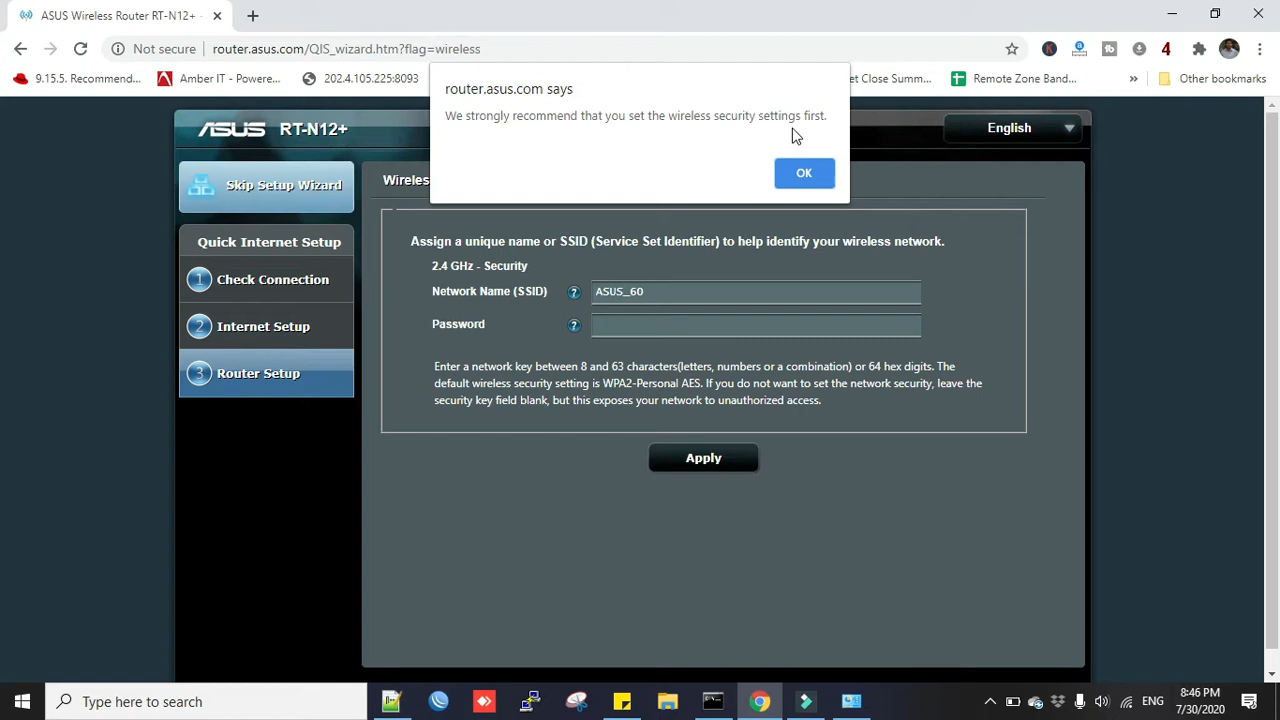 ASUS Wireless Router RT-N12+ -
Not secure
router.asus.com/QIS_wizard.htm?flag=wireless
9.15.5. Recommend...
Amber IT - Powere...
202.4.105.225:8093
et Close Summ...
Remote Zone Band...
»
Other bookmarks
router.asus.com says
We strongly recommend that you set the wireless security settings first.
OK
ASUS RT-N12+
English
Skip Setup Wizard
Wireles
Quick Internet Setup
1 Check Connection
2 Internet Setup
3 Router Setup
Assign a unique name or SSID (Service Set Identifier) to help identify your wireless network.
2.4 GHz - Security
Network Name (SSID) ? ASUS_60
Password ?
Enter a network key between 8 and 63 characters(letters, numbers or a combination) or 64 hex digits. The
default wireless security setting is WPA2-Personal AES. If you do not want to set the network security, leave the
security key field blank, but this exposes your network to unauthorized access.
Apply
Type here to search
ENG
8:46 PM
7/30/2020